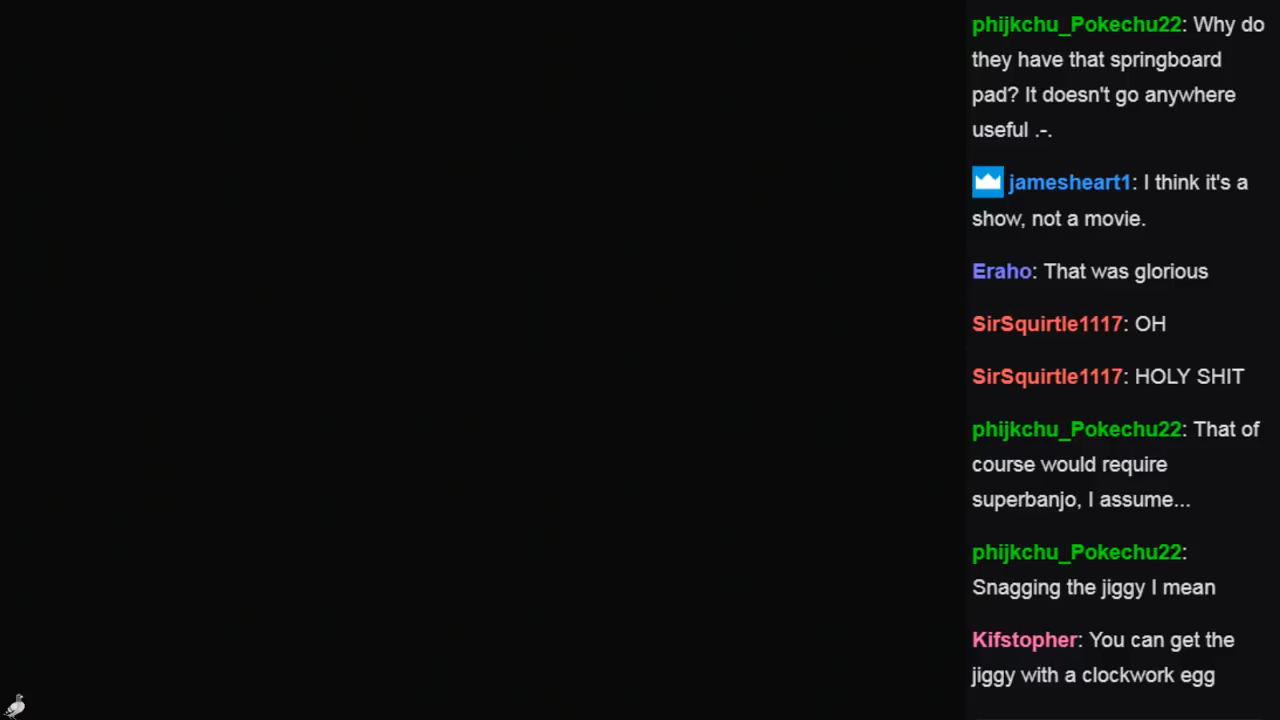 phijkchu_Pokechu22: Why do
they have that springboard
pad? It doesn't go anywhere
useful .-.
jamesheart1: I think it's a
show, not a movie.
Eraho: That was glorious
SirSquirtle1117: OH
SirSquirtle1117: HOLY SHIT
phijkchu_Pokechu22: That of
course would require
superbanjo, I assume...
phijkchu_Pokechu22:
Snagging the jiggy I mean
Kifstopher: You can get the
jiggy with a clockwork egg